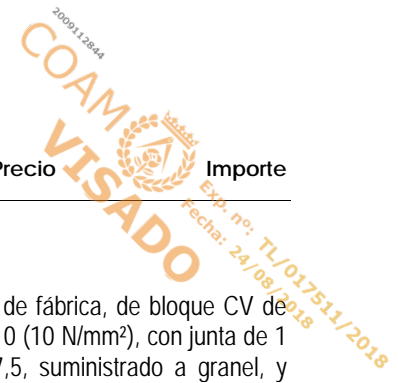 2009112844
COAM
VISADO
Exp. nº: TL/017511/2018
Fecha: 24/08/2018
Precio Importe
de fábrica, de bloque CV de
0 (10 N/mm²), con junta de 1
7,5, suministrado a granel, y